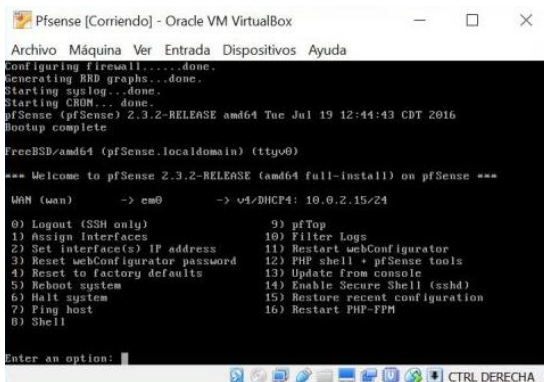 Pfsense [Corriendo] - Oracle VM VirtualBox
Archivo Máquina Ver Entrada Dispositivos Ayuda
Configuring firewall......done.
Generating RRD graphs...done.
Starting syslog...done.
Starting CRON... done.
pfSense (pfSense) 2.3.2-RELEASE amd64 Tue Jul 19 12:44:43 CDT 2016
Bootup complete
FreeBSD/amd64 (pfSense.localdomain) (ttyv0)
*** Welcome to pfSense 2.3.2-RELEASE (amd64 full-install) on pfSense ***
WAN (wan) -> em0 -> v4/DHCP4: 10.0.2.15/24
0) Logout (SSH only) 9) pfTop
1) Assign Interfaces 10) Filter Logs
2) Set interface(s) IP address 11) Restart webConfigurator
3) Reset webConfigurator password 12) PHP shell + pfSense tools
4) Reset to factory defaults 13) Update from console
5) Reboot system 14) Enable Secure Shell (sshd)
6) Halt system 15) Restore recent configuration
7) Ping host 16) Restart PHP-FPM
8) Shell
Enter an option:
CTRL DERECHA